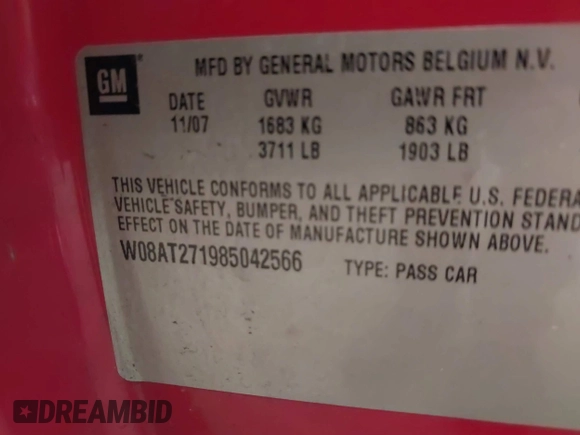 GM
MFD BY GENERAL MOTORS BELGIUM N.V.
DATE GVWR GAWR FRT
11/07 1683 KG 863 KG
3711 LB 1903 LB
THIS VEHICLE CONFORMS TO ALL APPLICABLE U.S. FEDERA
VEHICLE SAFETY, BUMPER, AND THEFT PREVENTION STAND
EFFECT ON THE DATE OF MANUFACTURE SHOWN ABOVE.
W08AT271985042566 TYPE: PASS CAR
DREAMBID